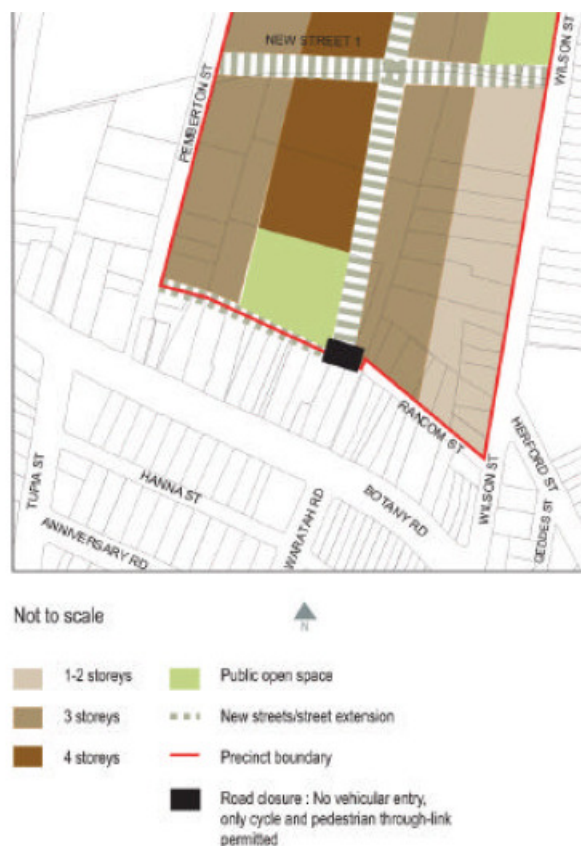 NEW STREET 1
WILSON ST
PEMBERTON ST
RANCOM ST
HERFORD ST
WILSON ST
GEDDES ST
BOTANY RD
WARATAH RD
HANNA ST
TUPIA ST
ANNIVERSARY RD
Not to scale
N
1-2 storeys
Public open space
3 storeys
New streets/street extension
4 storeys
Precinct boundary
Road closure : No vehicular entry,
only cycle and pedestrian through-link
permitted